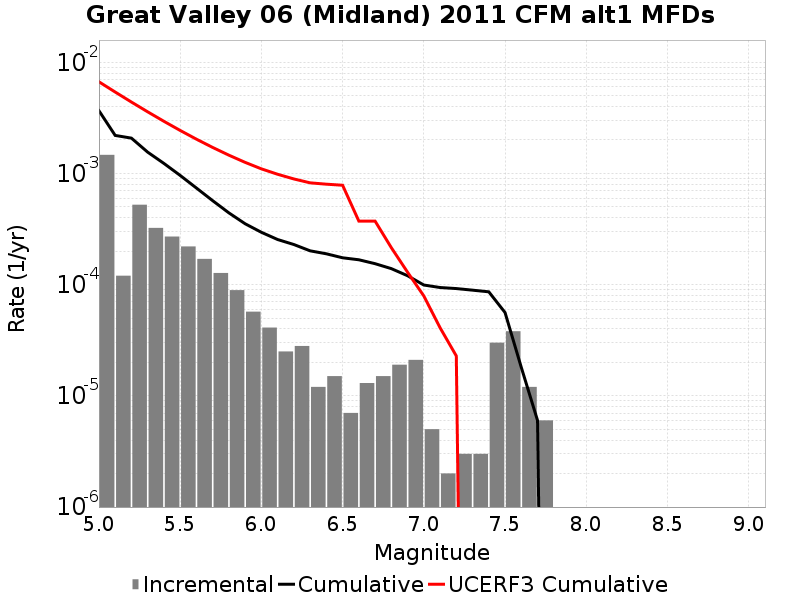 Great Valley 06 (Midland) 2011 CFM alt1 MFDs
Rate (1/yr)
10-2
10-3
10-4
10-5
10-6
5.0 5.5 6.0 6.5 7.0 7.5 8.0 8.5 9.0
Magnitude
Incremental Cumulative UCERF3 Cumulative